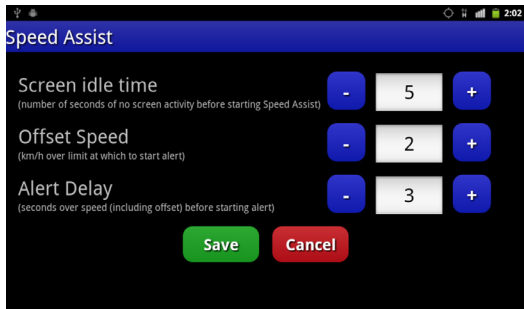 2:02
Speed Assist
Screen idle time - 5 +
(number of seconds of no screen activity before starting Speed Assist)
Offset Speed - 2 +
(km/h over limit at which to start alert)
Alert Delay - 3 +
(seconds over speed (including offset) before starting alert)
Save Cancel